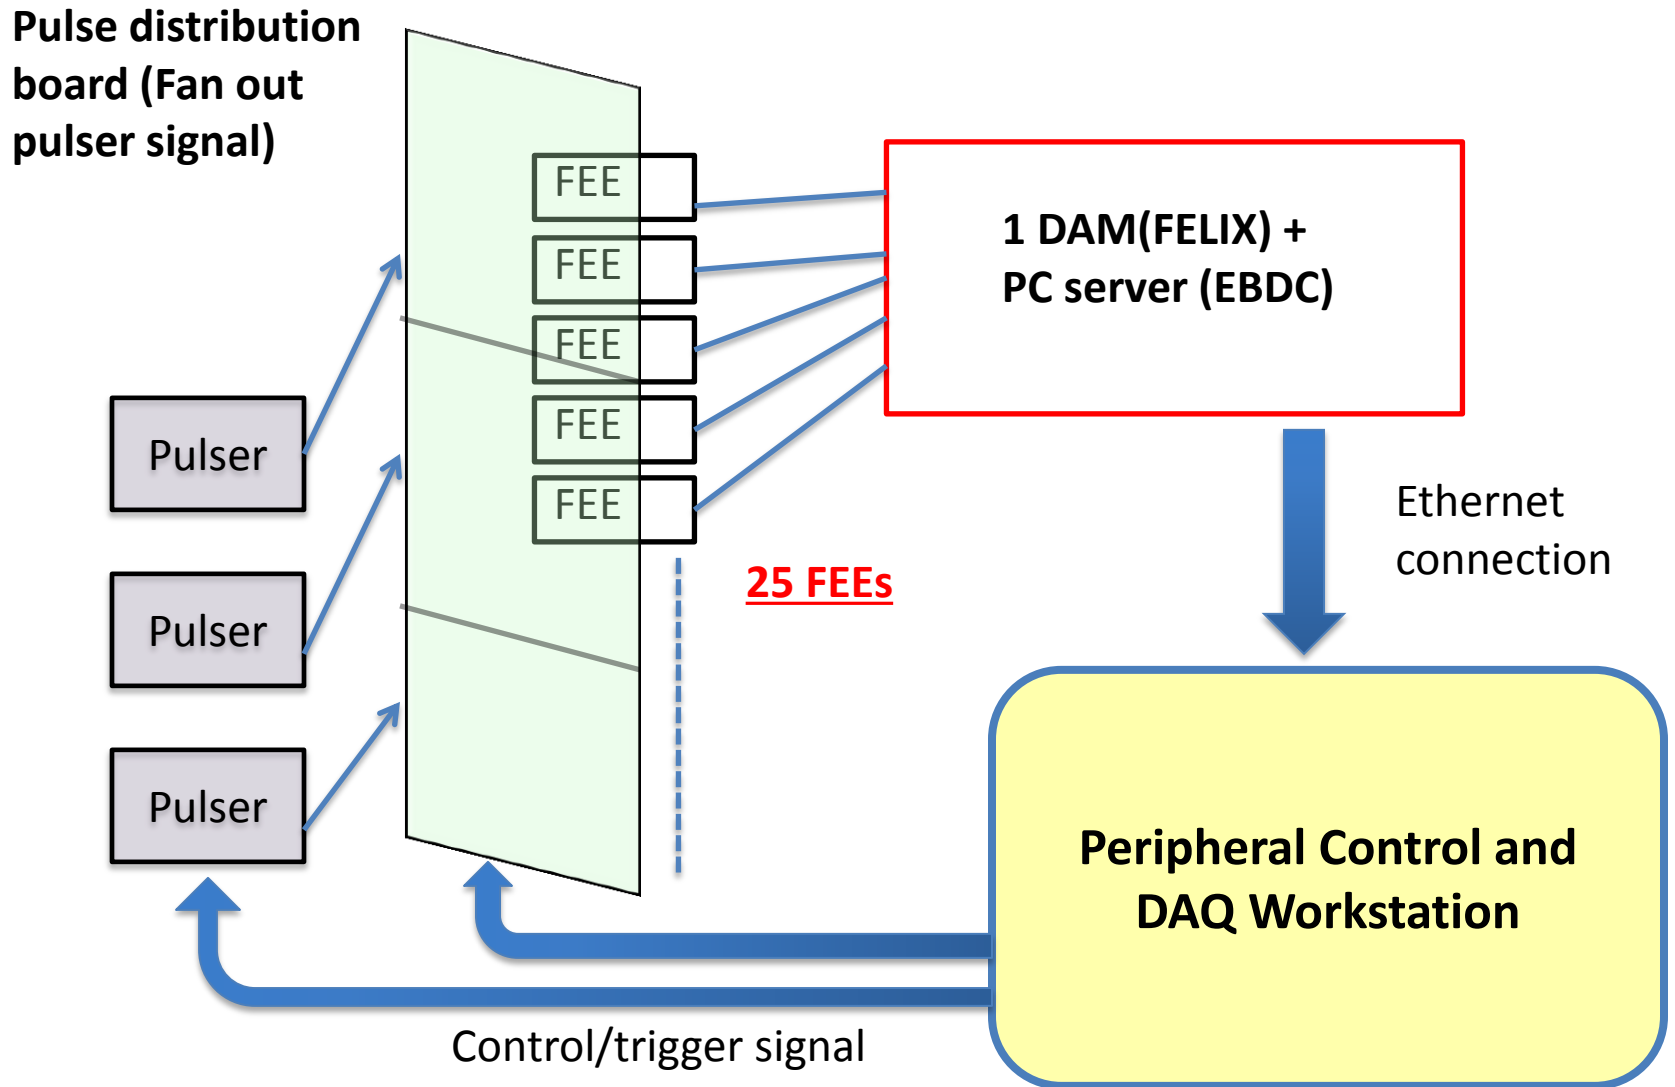 Pulse distribution
board (Fan out
pulser signal)
FEE
FEE
FEE
FEE
FEE
1 DAM(FELIX) +
PC server (EBDC)
Pulser
Pulser
Pulser
25 FEEs
Ethernet
connection
Peripheral Control and
DAQ Workstation
Control/trigger signal